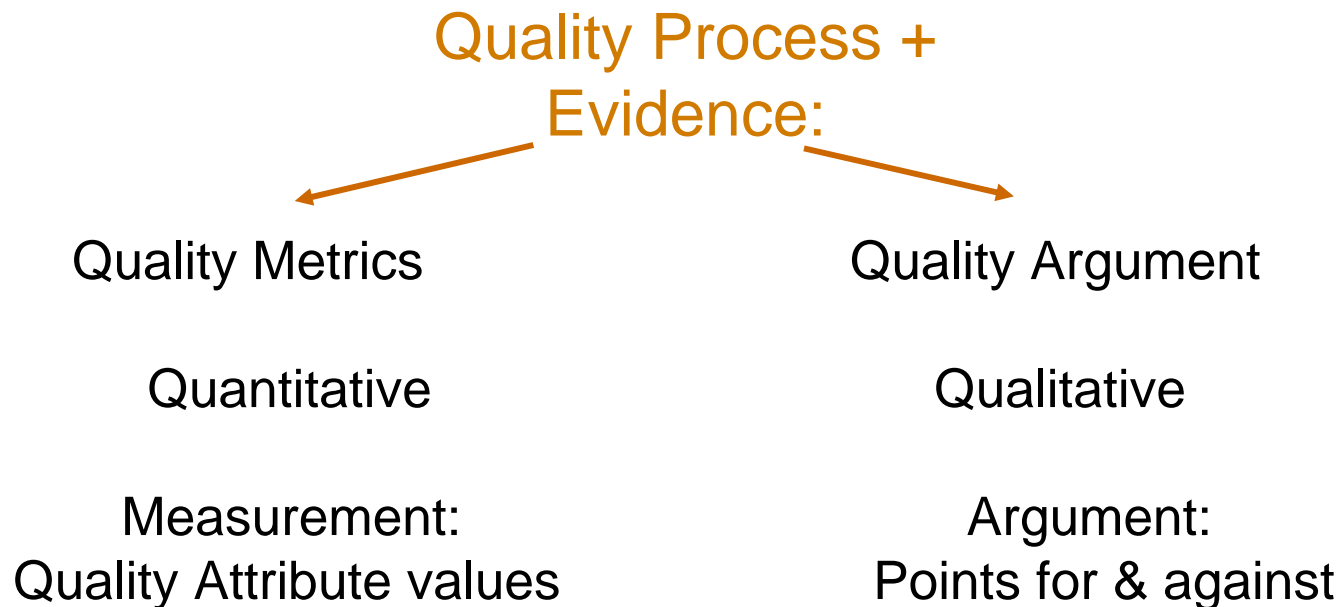 Quality Process +
Evidence:
Quality Metrics
Quality Argument
Quantitative
Qualitative
Measurement:
Quality Attribute values
Argument:
Points for & against